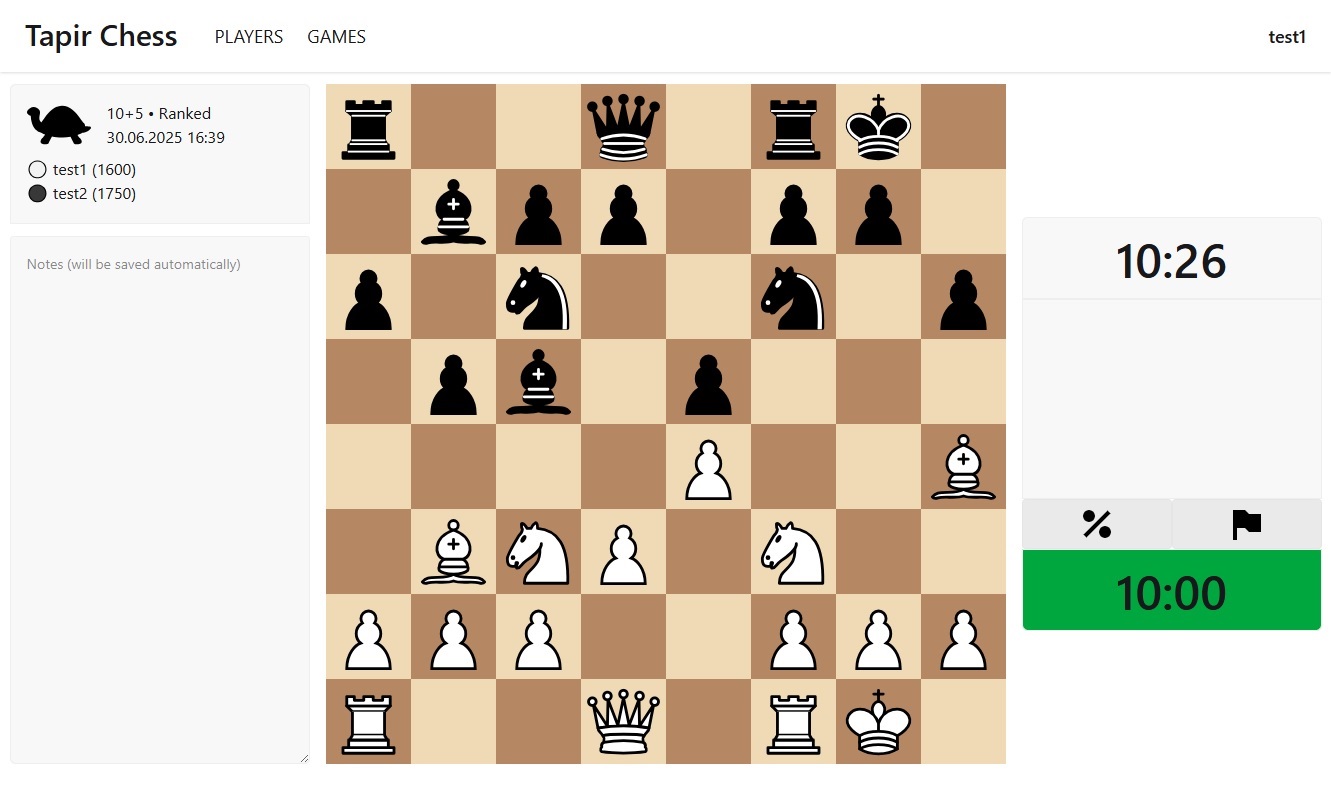 Tapir Chess PLAYERS GAMES test1
10+5 • Ranked
30.06.2025 16:39
test1 (1600)
test2 (1750)
Notes (will be saved automatically)
10:26
10:00